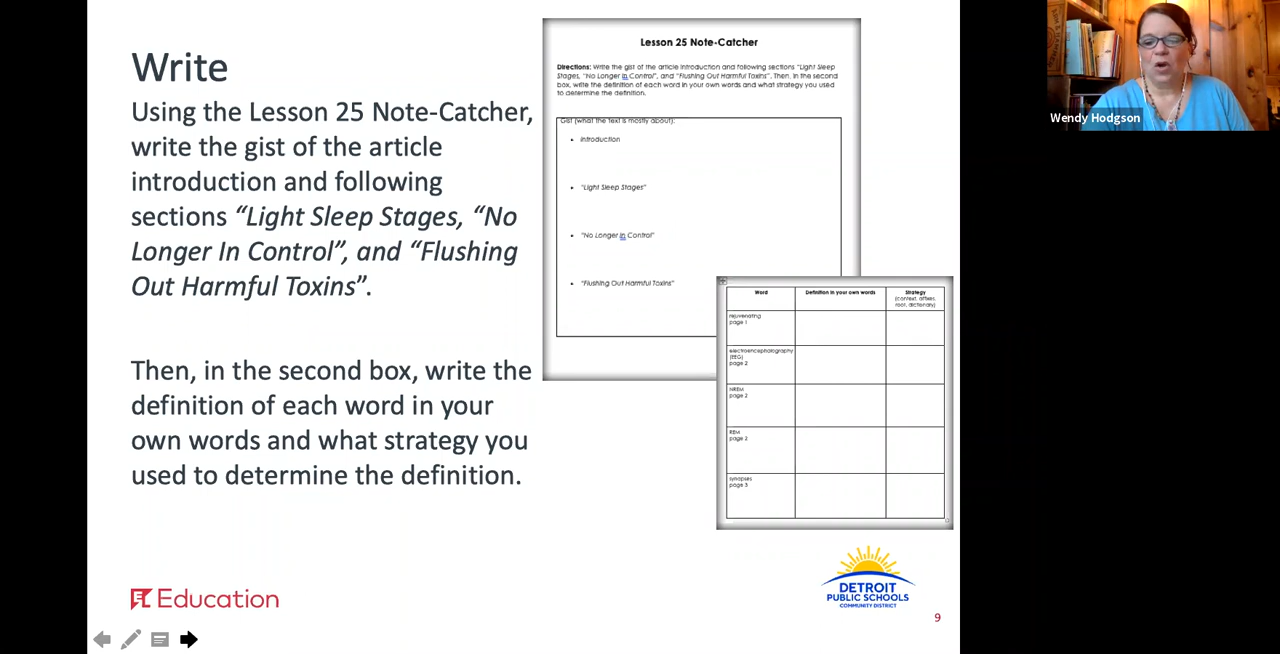 Write
Using the Lesson 25 Note-Catcher,
write the gist of the article
introduction and following
sections “Light Sleep Stages, “No
Longer In Control”, and “Flushing
Out Harmful Toxins”.
Then, in the second box, write the
definition of each word in your
own words and what strategy you
used to determine the definition.
Lesson 25 Note-Catcher
Directions: Write the gist of the article introduction and following sections “Light Sleep
Stages, “No Longer in Control”, and “Flushing Out Harmful Toxins”. Then, in the second
box, write the definition of each word in your own words and what strategy you used
to determine the definition.
Gist (what the text is mostly about):
• Introduction
• “Light Sleep Stages”
• “No Longer in Control”
• “Flushing Out Harmful Toxins”
Word Definition in your own words Strategy
(context, affixes,
root, dictionary)
rejuvenating
page 1
electroencephalography
(EEG)
page 2
NREM
page 2
REM
page 2
synapses
page 3
EL Education
DETROIT
PUBLIC SCHOOLS
COMMUNITY DISTRICT
9
Wendy Hodgson